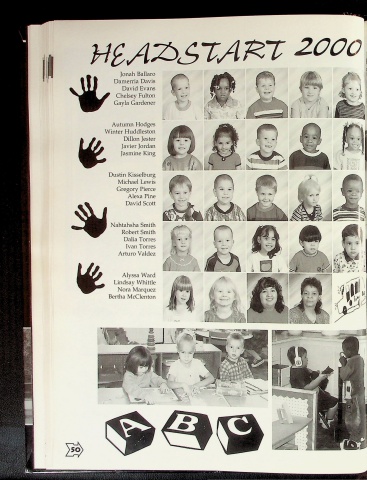 HEADSTART 2000
Jonah Ballaro
Damerria Davis
David Evans
Chelsey Fulton
Gayla Gardener
Autumn Hodges
Winter Huddleston
Dillon Jester
Javier Jordan
Jasmine King
Dustin Kisselburg
Michael Lewis
Gregory Pierce
Alexa Pine
David Scott
Nahtahsha Smith
Robert Smith
Dalia Torres
Ivan Torres
Arturo Valdez
Alyssa Ward
Lindsay Whittle
Nora Marquez
Bertha McClenton
A B C
50